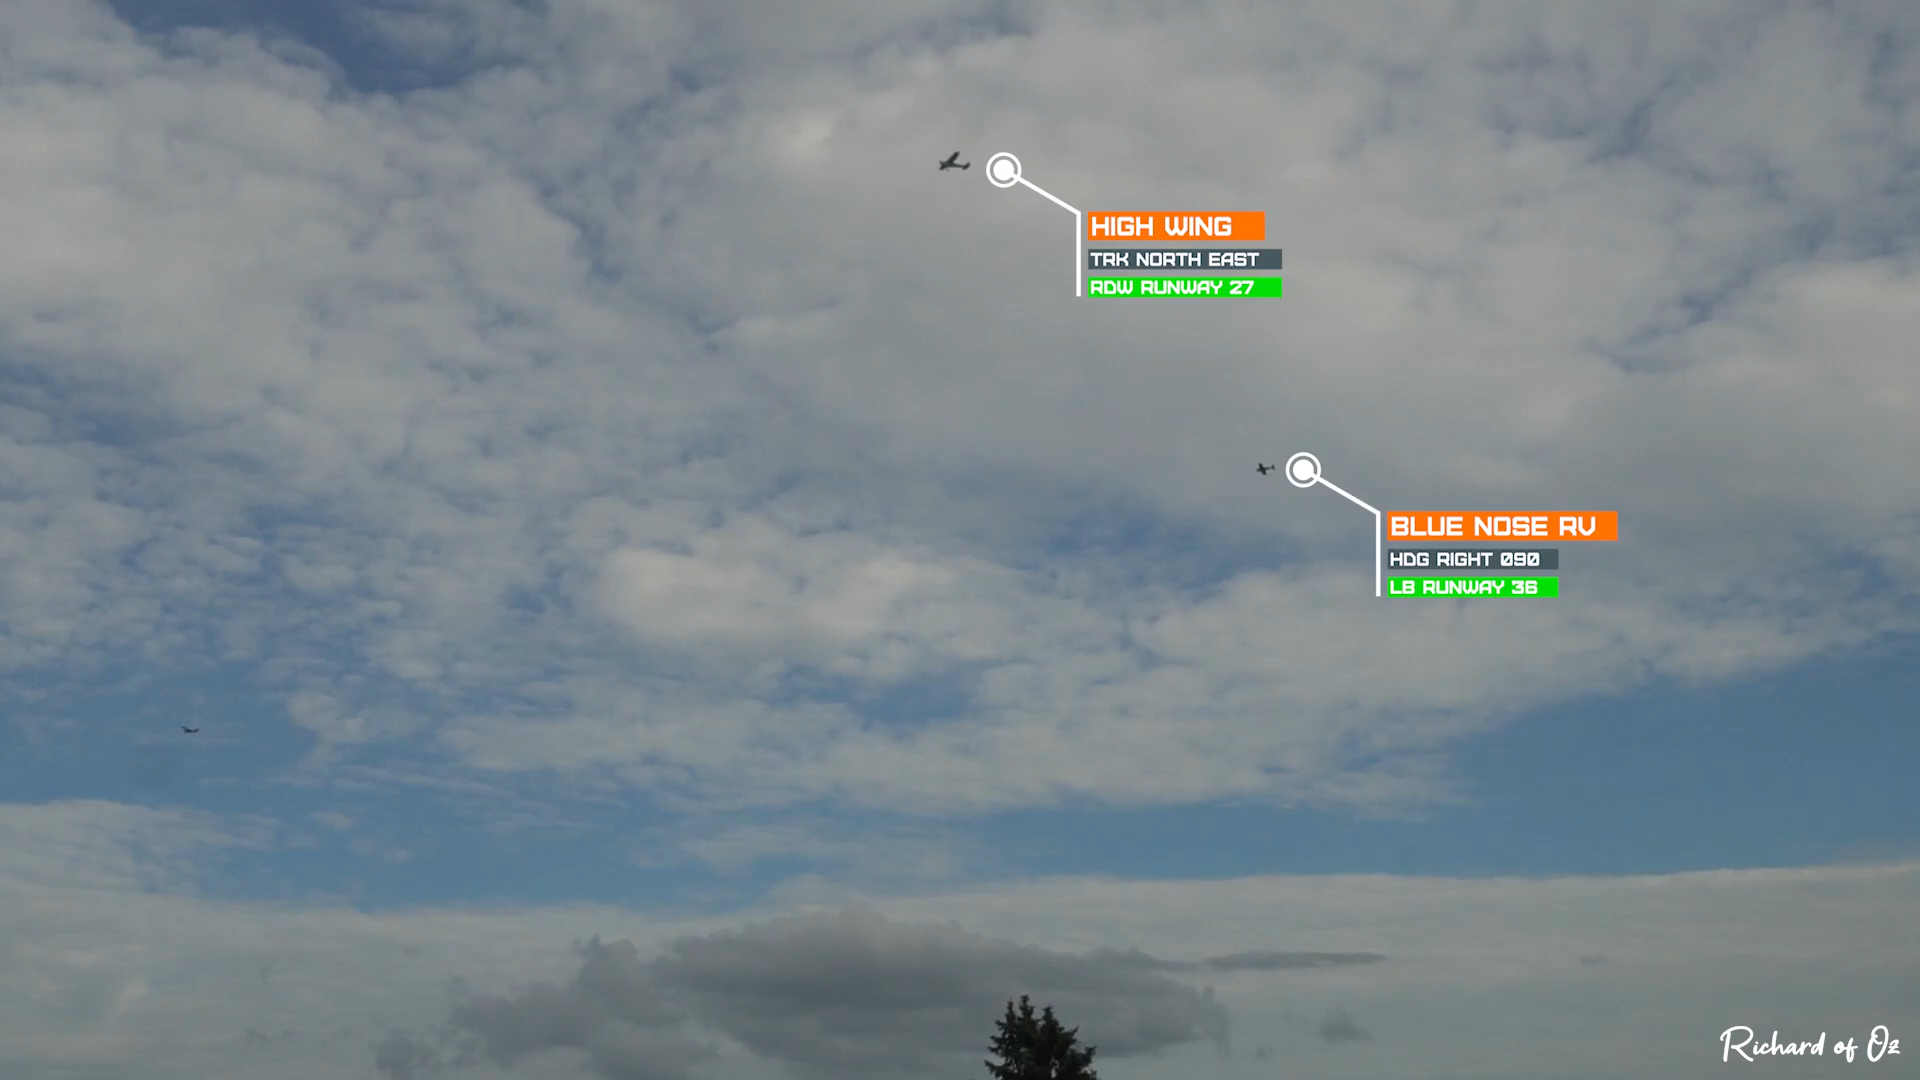 HIGH WING
TRK NORTH EAST
RDW RUNWAY 27
BLUE NOSE RV
HDG RIGHT 090
LB RUNWAY 36
Richard of Oz